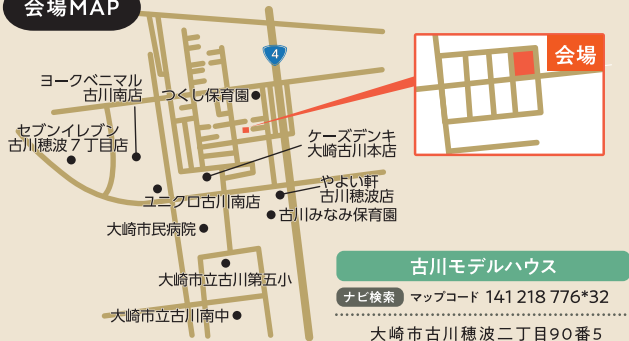 会場MAP
4
会場
ヨークベニマル
古川南店
つくし保育園
セブンイレブン
古川穂波7丁目店
ケーズデンキ
大崎古川本店
やよい軒
古川穂波店
ユニクロ古川南店
古川みなみ保育園
大崎市民病院
大崎市立古川第五小
大崎市立古川南中
古川モデルハウス
ナビ検索 マップコード 141 218 776*32
大崎市古川穂波二丁目90番5